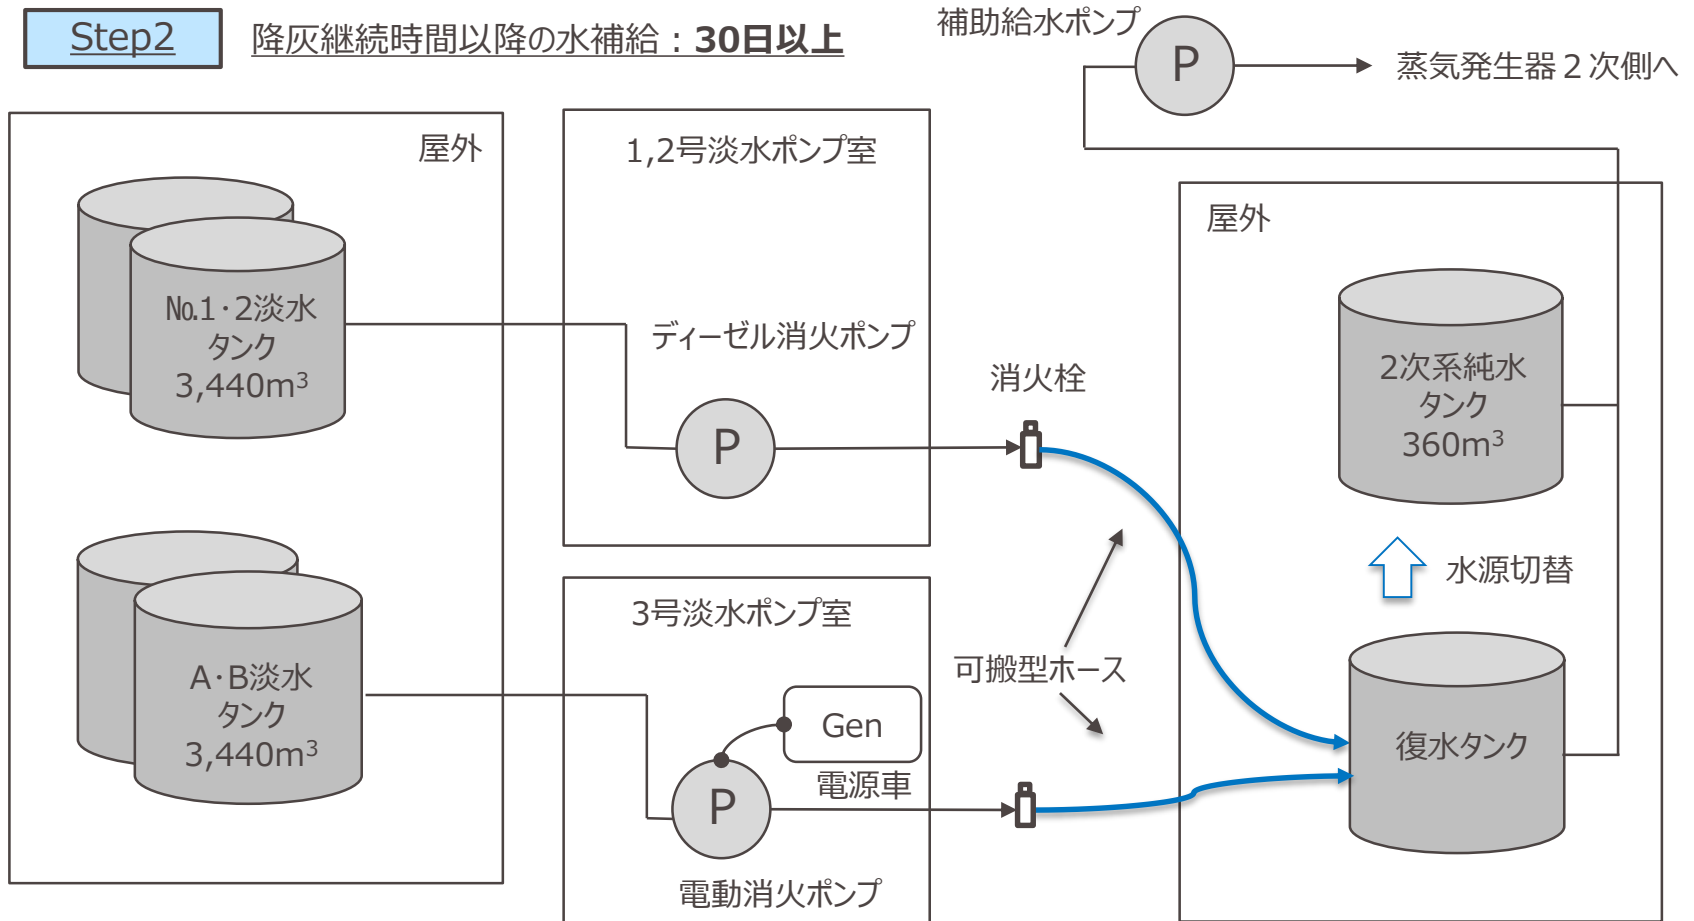 Step2
降灰継続時間以降の水補給：30日以上
補助給水ポンプ
P
蒸気発生器２次側へ
屋外
№1・2淡水
タンク
3,440m³
A・B淡水
タンク
3,440m³
1,2号淡水ポンプ室
ディーゼル消火ポンプ
P
3号淡水ポンプ室
Gen
電源車
P
電動消火ポンプ
消火栓
可搬型ホース
屋外
2次系純水
タンク
360m³
水源切替
復水タンク